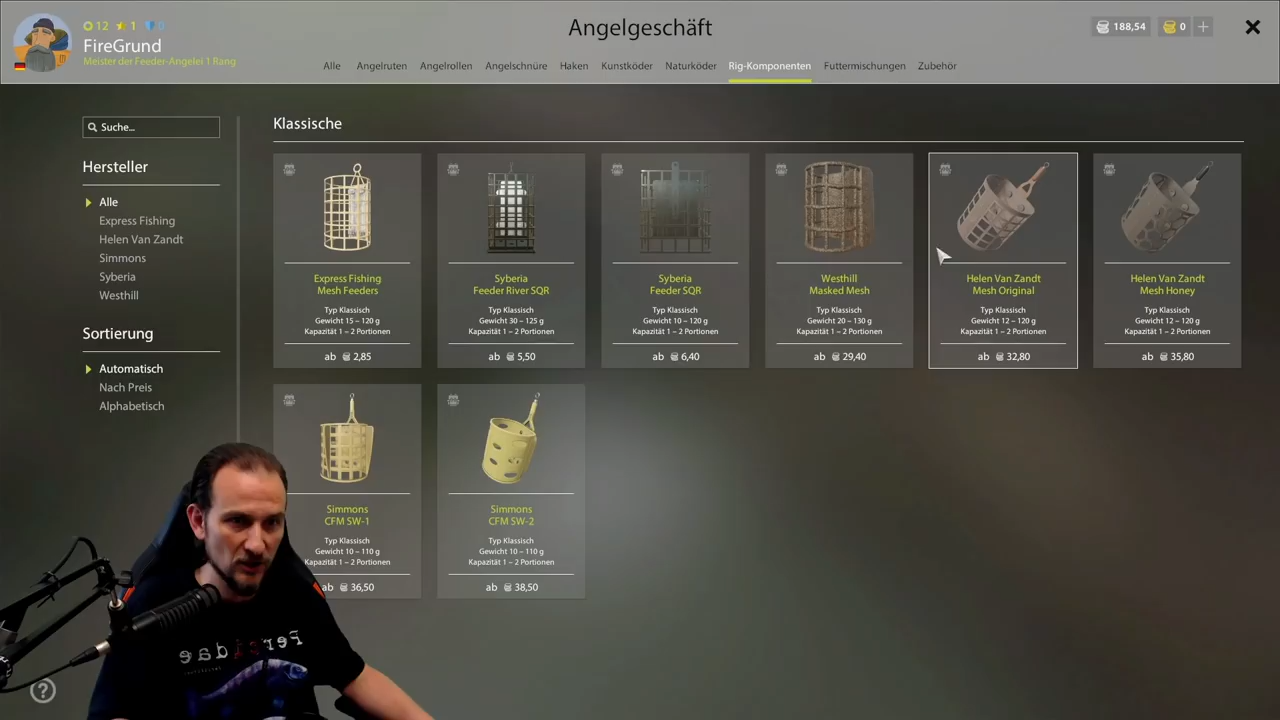 12 1 0
FireGrund
Meister der Feeder-Angelei 1 Rang
Angelgeschäft
188,54
0
Alle
Angelruten
Angelrollen
Angelschnüre
Haken
Kunstköder
Naturköder
Rig-Komponenten
Futtermischungen
Zubehör
Suche...
Hersteller
Alle
Express Fishing
Helen Van Zandt
Simmons
Syberia
Westhill
Sortierung
Automatisch
Nach Preis
Alphabetisch
Klassische
Express Fishing
Mesh Feeders
Typ Klassisch
Gewicht 15 – 120 g
Kapazität 1 – 2 Portionen
ab 2,85
Syberia
Feeder River SQR
Typ Klassisch
Gewicht 30 – 125 g
Kapazität 1 – 2 Portionen
ab 5,50
Syberia
Feeder SQR
Typ Klassisch
Gewicht 10 – 120 g
Kapazität 1 – 2 Portionen
ab 6,40
Westhill
Masked Mesh
Typ Klassisch
Gewicht 20 – 130 g
Kapazität 1 – 2 Portionen
ab 29,40
Helen Van Zandt
Mesh Original
Typ Klassisch
Gewicht 12 – 120 g
Kapazität 1 – 2 Portionen
ab 32,80
Helen Van Zandt
Mesh Honey
Typ Klassisch
Gewicht 12 – 120 g
Kapazität 1 – 2 Portionen
ab 35,80
Simmons
CFM SW-1
Typ Klassisch
Gewicht 10 – 110 g
Kapazität 1 – 2 Portionen
ab 36,50
Simmons
CFM SW-2
Typ Klassisch
Gewicht 10 – 110 g
Kapazität 1 – 2 Portionen
ab 38,50